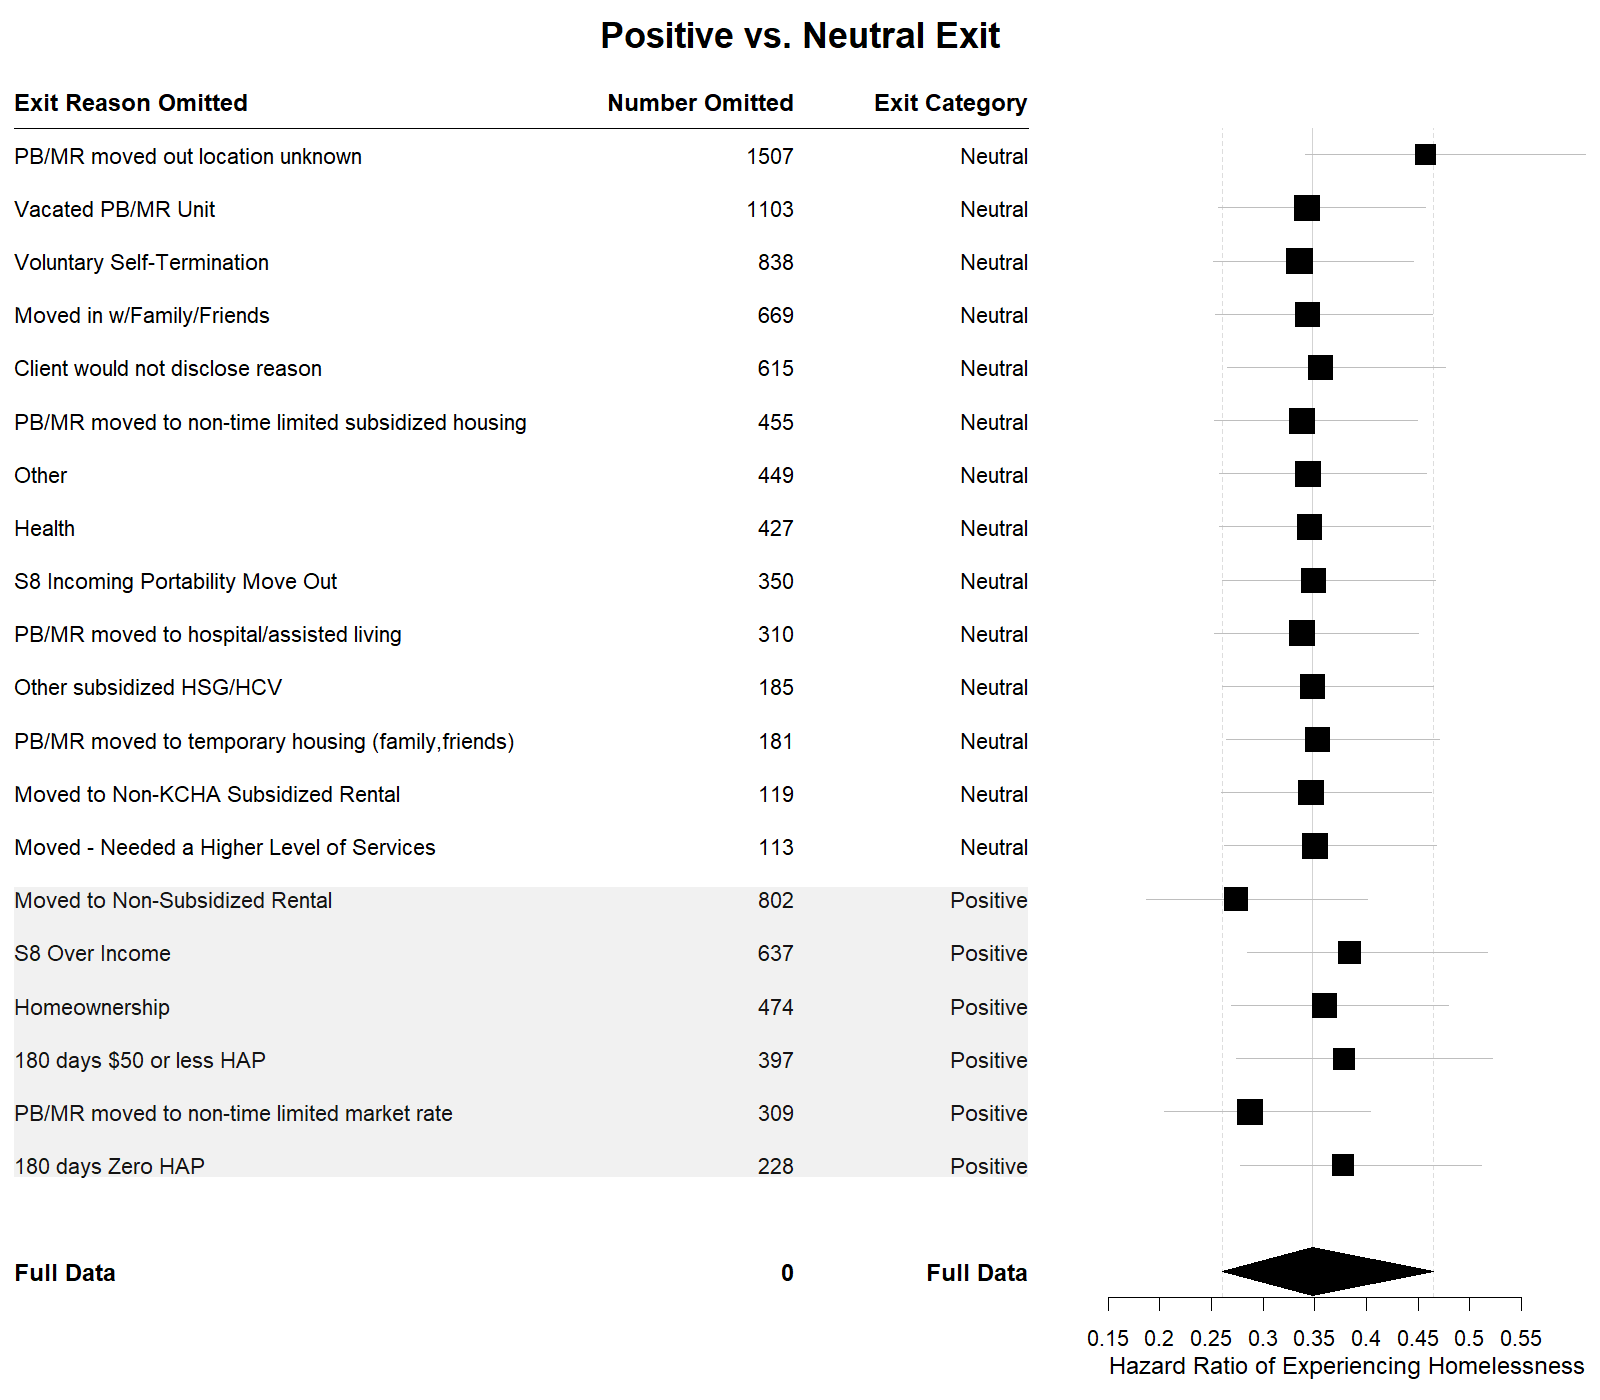 Positive vs. Neutral Exit
Exit Reason Omitted Number Omitted Exit Category
PB/MR moved out location unknown 1507 Neutral
Vacated PB/MR Unit 1103 Neutral
Voluntary Self-Termination 838 Neutral
Moved in w/Family/Friends 669 Neutral
Client would not disclose reason 615 Neutral
PB/MR moved to non-time limited subsidized housing 455 Neutral
Other 449 Neutral
Health 427 Neutral
S8 Incoming Portability Move Out 350 Neutral
PB/MR moved to hospital/assisted living 310 Neutral
Other subsidized HSG/HCV 185 Neutral
PB/MR moved to temporary housing (family,friends) 181 Neutral
Moved to Non-KCHA Subsidized Rental 119 Neutral
Moved - Needed a Higher Level of Services 113 Neutral
Moved to Non-Subsidized Rental 802 Positive
S8 Over Income 637 Positive
Homeownership 474 Positive
180 days $50 or less HAP 397 Positive
PB/MR moved to non-time limited market rate 309 Positive
180 days Zero HAP 228 Positive
Full Data 0 Full Data
0.15 0.2 0.25 0.3 0.35 0.4 0.45 0.5 0.55
Hazard Ratio of Experiencing Homelessness